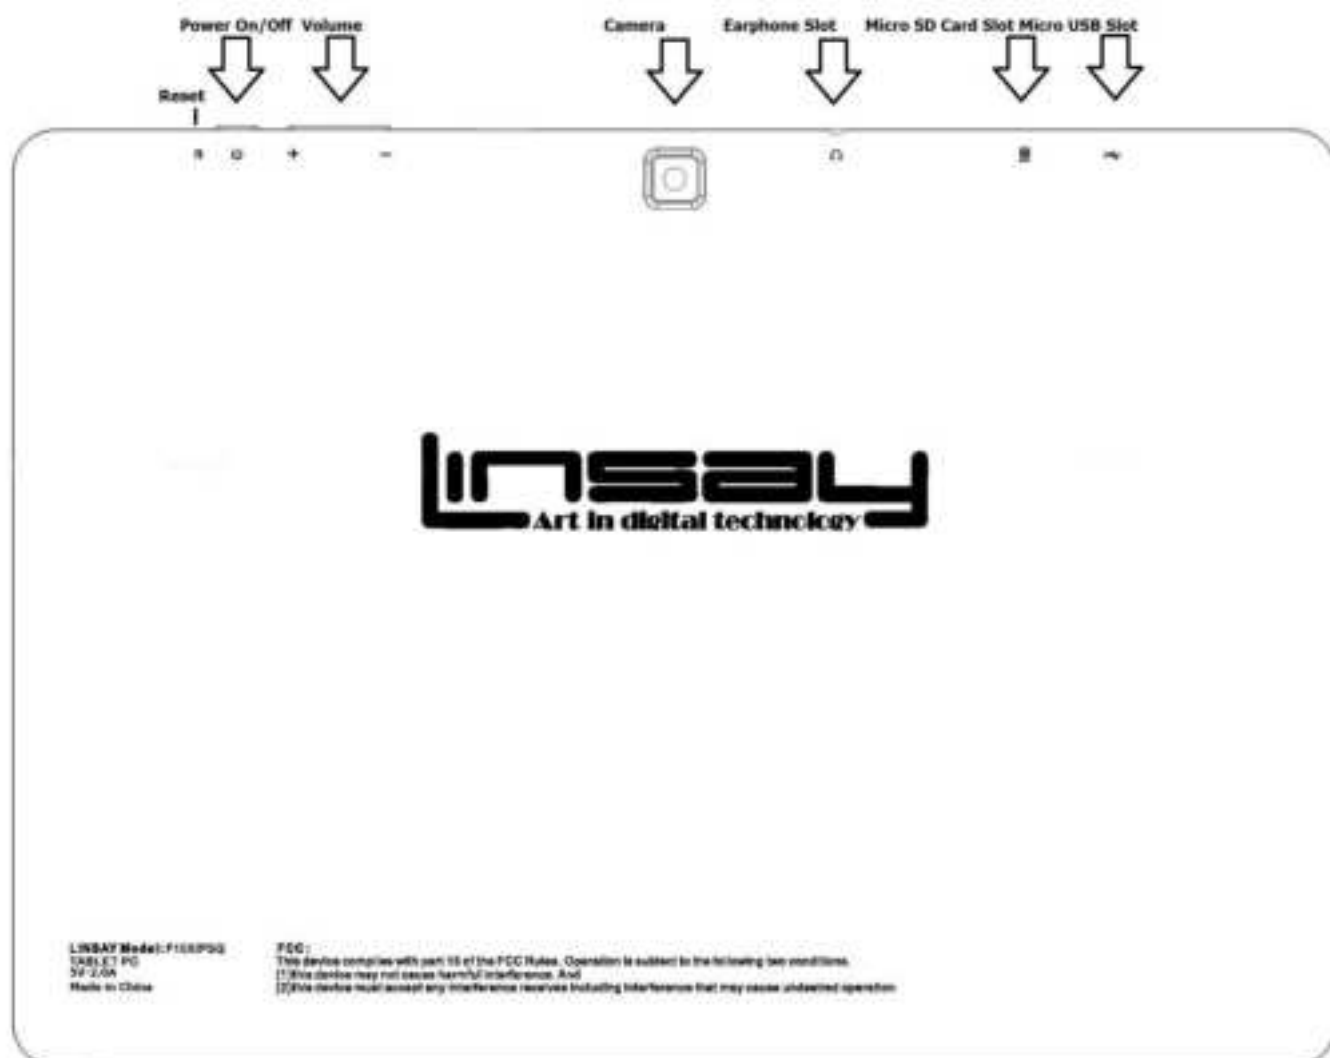 Power On/Off Volume Camera Earphone Slot Micro SD Card Slot Micro USB Slot
Reset
+ −
Linsay
Art in digital technology
LINSAY Model:
TABLET PC
5V-2.0A
Made in China
FCC:
This device complies with part 15 of the FCC Rules. Operation is subject to the following two conditions.
[1]this device may not cause harmful interference. And
[2]this device must accept any interference receives including interference that may cause undesired operation